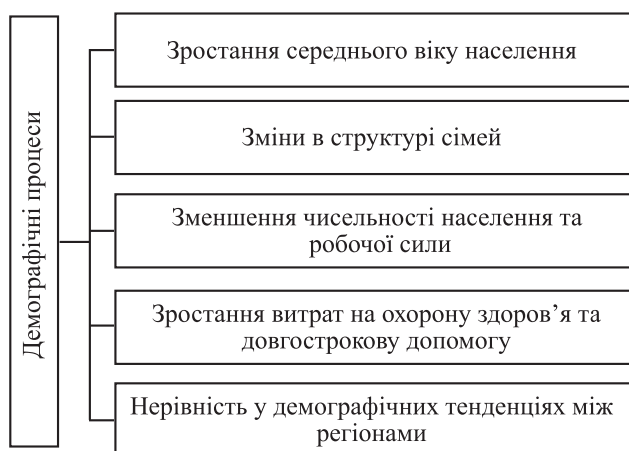 Демографічні процеси
Зростання середнього віку населення
Зміни в структурі сімей
Зменшення чисельності населення та
робочої сили
Зростання витрат на охорону здоров’я та
довгострокову допомогу
Нерівність у демографічних тенденціях між
регіонами